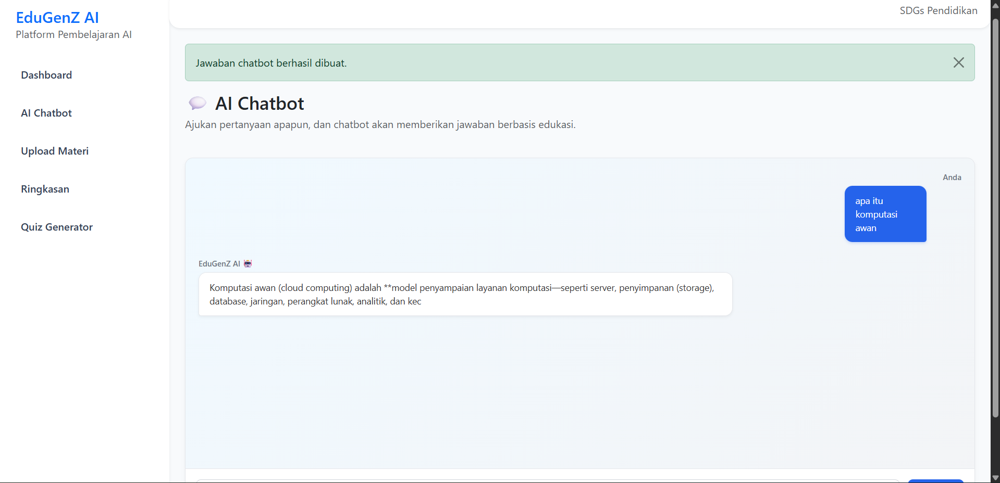 EduGenZ AI
Platform Pembelajaran AI
Dashboard
AI Chatbot
Upload Materi
Ringkasan
Quiz Generator
SDGs Pendidikan
Jawaban chatbot berhasil dibuat.
AI Chatbot
Ajukan pertanyaan apapun, dan chatbot akan memberikan jawaban berbasis edukasi.
Anda
apa itu
komputasi
awan
EduGenZ AI
Komputasi awan (cloud computing) adalah **model penyampaian layanan komputasi—seperti server, penyimpanan (storage),
database, jaringan, perangkat lunak, analitik, dan kec